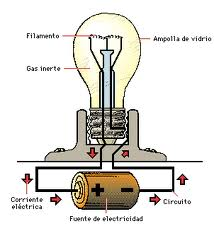 Filamento
Ampolla de vidrio
Gas inerte
+ -
Corriente
eléctrica
Circuito
Fuente de electricidad